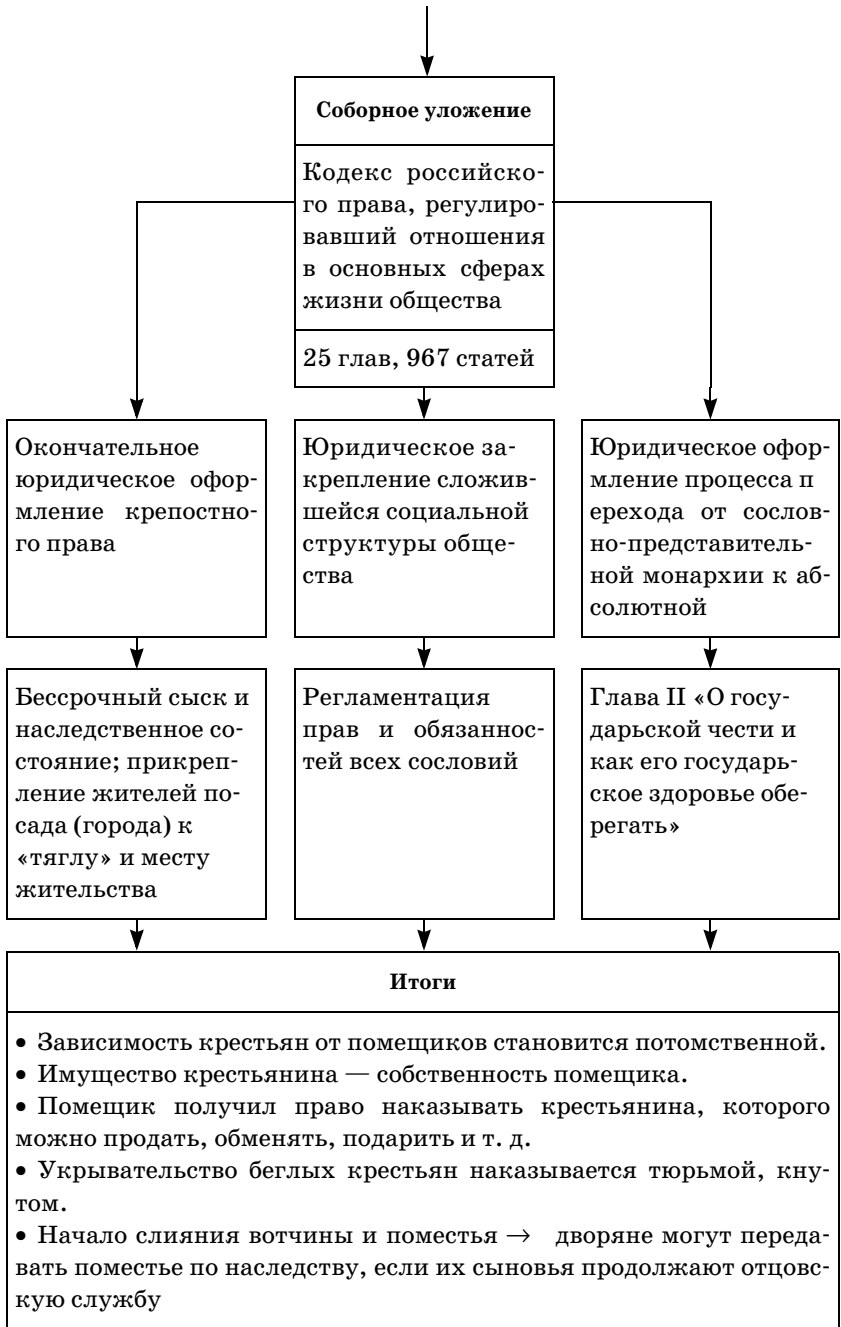 Соборное уложение
Кодекс российско-
го права, регулиро-
вавший отношения
в основных сферах
жизни общества
25 глав, 967 статей
Окончательное
юридическое офор-
мление крепостно-
го права
Юридическое за-
крепление сложив-
шейся социальной
структуры обще-
ства
Юридическое офор-
мление процесса п
ерехода от сослов-
но-представитель-
ной монархии к аб-
солютной
Бессрочный сыск и
наследственное со-
стояние; прикреп-
ление жителей по-
сада (города) к
«тяглу» и месту
жительства
Регламентация
прав и обязаннос-
тей всех сословий
Глава II «О госу-
дарьской чести и
как его государь-
ское здоровье обе-
регать»
Итоги
• Зависимость крестьян от помещиков становится потомственной.
• Имущество крестьянина — собственность помещика.
• Помещик получил право наказывать крестьянина, которого
можно продать, обменять, подарить и т. д.
• Укрывательство беглых крестьян наказывается тюрьмой, кну-
том.
• Начало слияния вотчины и поместья → дворяне могут переда-
вать поместье по наследству, если их сыновья продолжают отцовс-
кую службу